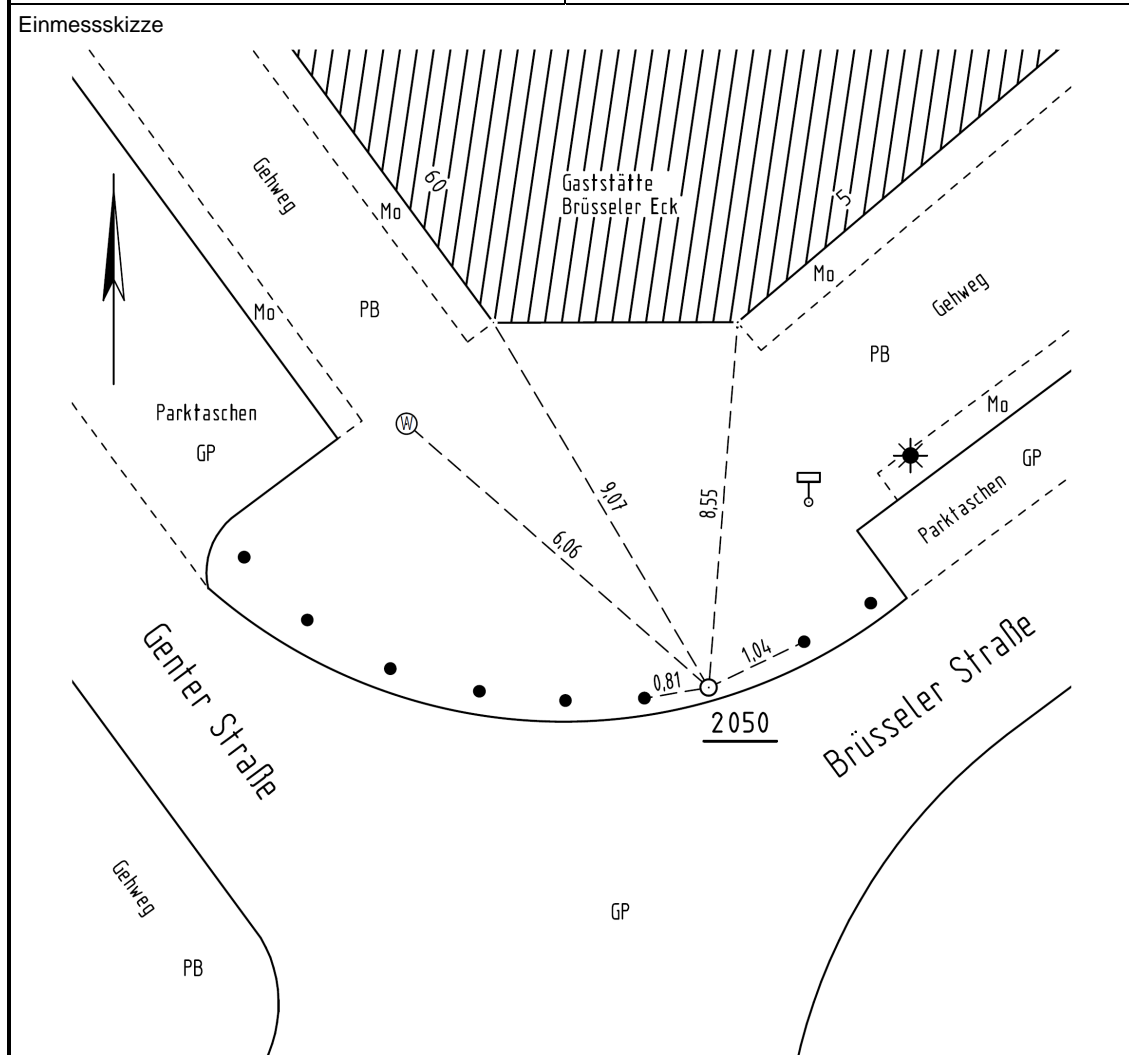 Einmessskizze
Gehweg
60
Mo
Gaststätte
Brüsseler Eck
5
Mo
Gehweg
Mo
PB
PB
Parktaschen
GP
W
Mo
GP
Parktaschen
9,07
8,55
6,06
1,04
0,81
2050
Genter Straße
Brüsseler Straße
Gehweg
PB
GP